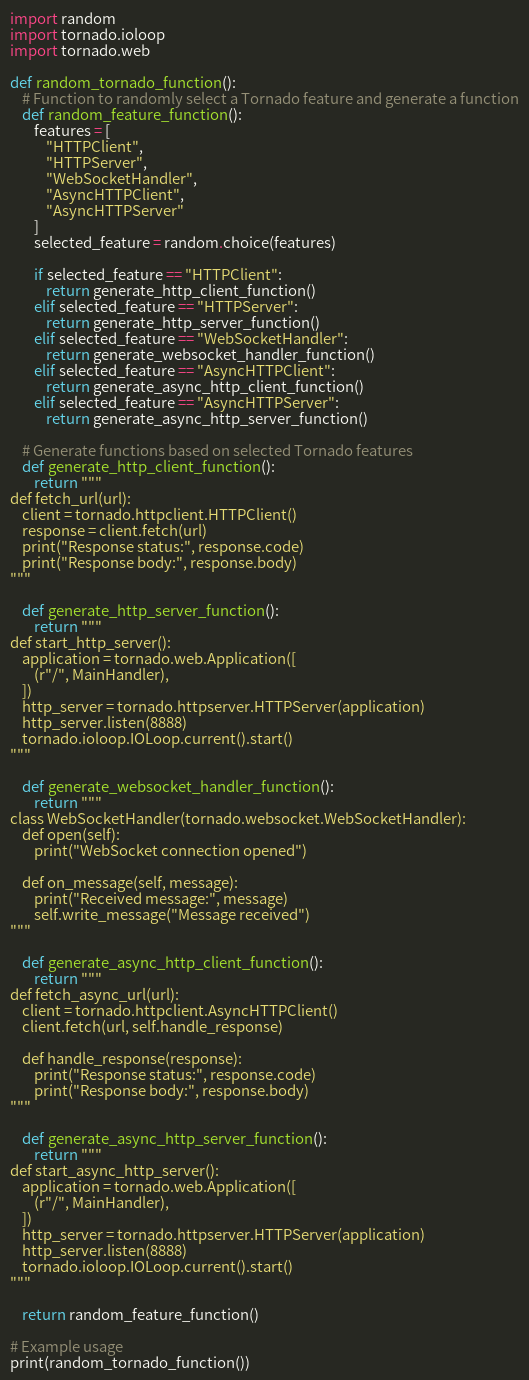 import random
import tornado.ioloop
import tornado.web

def random_tornado_function():
    # Function to randomly select a Tornado feature and generate a function
    def random_feature_function():
        features = [
            "HTTPClient",
            "HTTPServer",
            "WebSocketHandler",
            "AsyncHTTPClient",
            "AsyncHTTPServer"
        ]
        selected_feature = random.choice(features)

        if selected_feature == "HTTPClient":
            return generate_http_client_function()
        elif selected_feature == "HTTPServer":
            return generate_http_server_function()
        elif selected_feature == "WebSocketHandler":
            return generate_websocket_handler_function()
        elif selected_feature == "AsyncHTTPClient":
            return generate_async_http_client_function()
        elif selected_feature == "AsyncHTTPServer":
            return generate_async_http_server_function()

    # Generate functions based on selected Tornado features
    def generate_http_client_function():
        return """
def fetch_url(url):
    client = tornado.httpclient.HTTPClient()
    response = client.fetch(url)
    print("Response status:", response.code)
    print("Response body:", response.body)
"""

    def generate_http_server_function():
        return """
def start_http_server():
    application = tornado.web.Application([
        (r"/", MainHandler),
    ])
    http_server = tornado.httpserver.HTTPServer(application)
    http_server.listen(8888)
    tornado.ioloop.IOLoop.current().start()
"""

    def generate_websocket_handler_function():
        return """
class WebSocketHandler(tornado.websocket.WebSocketHandler):
    def open(self):
        print("WebSocket connection opened")

    def on_message(self, message):
        print("Received message:", message)
        self.write_message("Message received")
"""

    def generate_async_http_client_function():
        return """
def fetch_async_url(url):
    client = tornado.httpclient.AsyncHTTPClient()
    client.fetch(url, self.handle_response)

    def handle_response(response):
        print("Response status:", response.code)
        print("Response body:", response.body)
"""

    def generate_async_http_server_function():
        return """
def start_async_http_server():
    application = tornado.web.Application([
        (r"/", MainHandler),
    ])
    http_server = tornado.httpserver.HTTPServer(application)
    http_server.listen(8888)
    tornado.ioloop.IOLoop.current().start()
"""

    return random_feature_function()

# Example usage
print(random_tornado_function())